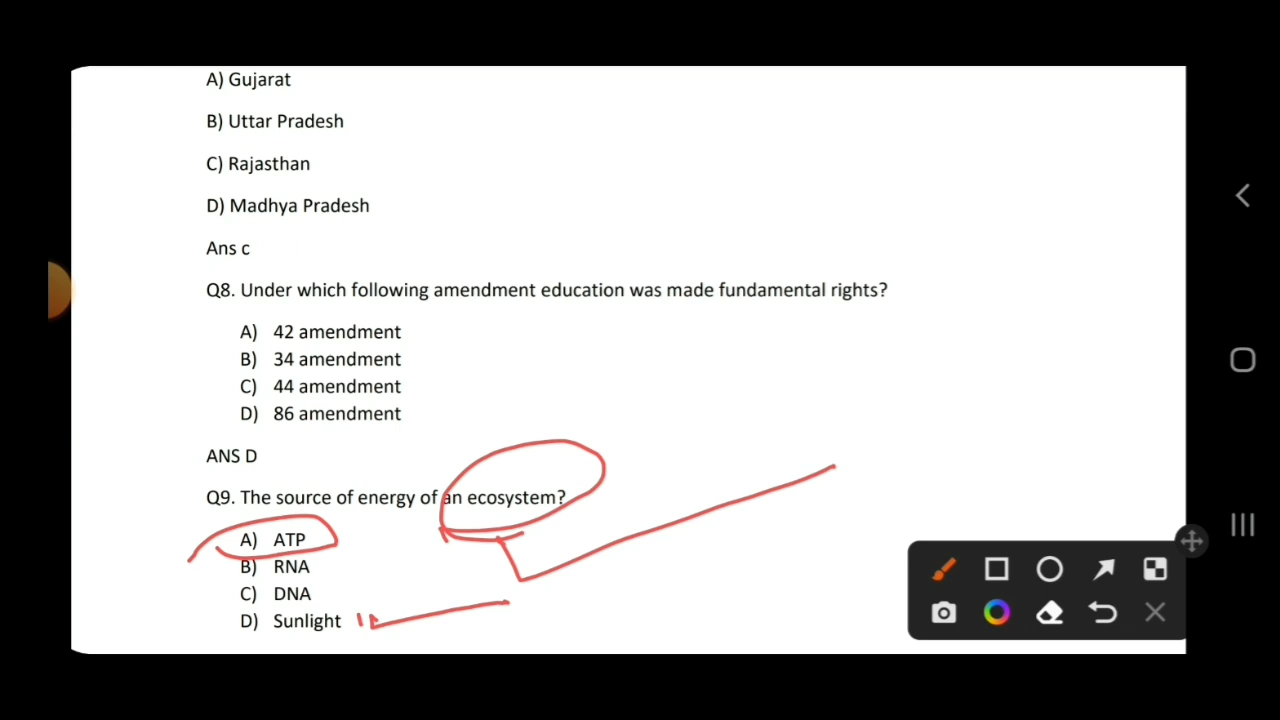 A) Gujarat
B) Uttar Pradesh
C) Rajasthan
D) Madhya Pradesh
Ans c
Q8. Under which following amendment education was made fundamental rights?
A) 42 amendment
B) 34 amendment
C) 44 amendment
D) 86 amendment
ANS D
Q9. The source of energy of an ecosystem?
A) ATP
B) RNA
C) DNA
D) Sunlight